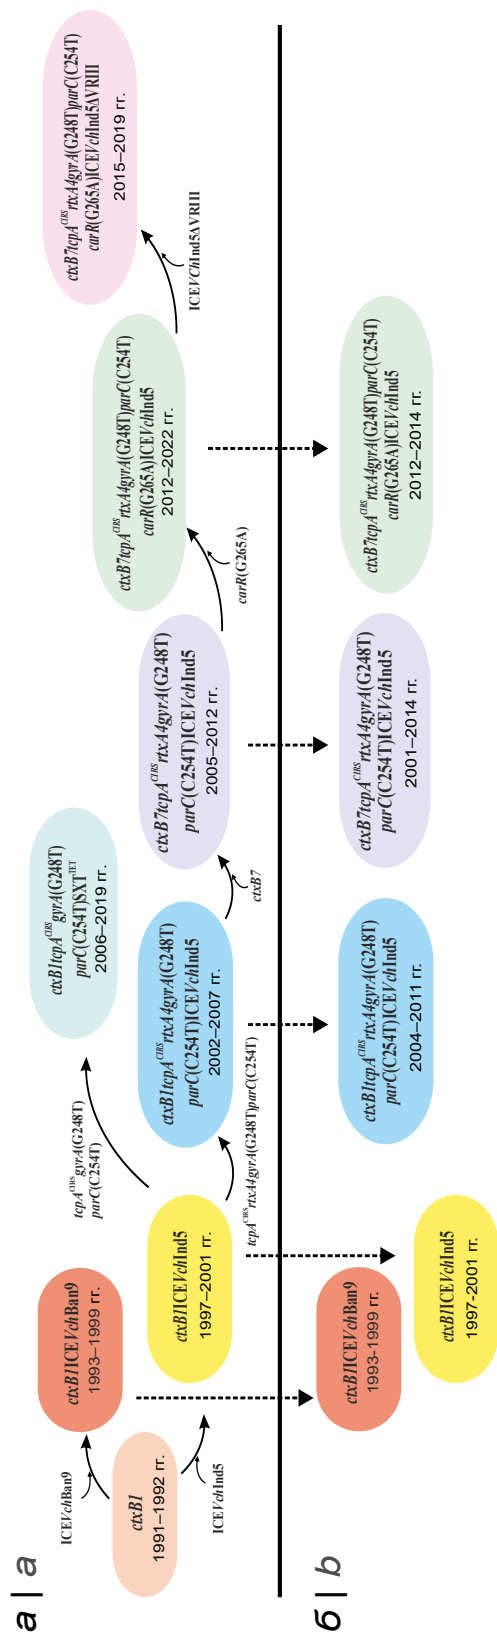 а | a
ctxB1
1991–1992 гг.
ICEVchBan9
ICEVchInd5
ctxB1ICEVchBan9
1993–1999 гг.
ctxB1ICEVchInd5
1997–2001 гг.
tcpA^CIRS gyrA(G248T)
parC(C254T)
tcpA^CIRS rtxA4gyrA(G248T)parC(C254T)
ctxB1tcpA^CIRS gyrA(G248T)
parC(C254T)SXT^TET
2006–2019 гг.
ctxB1tcpA^CIRS rtxA4gyrA(G248T)
parC(C254T)ICEVchInd5
2002–2007 гг.
ctxB7
ctxB7tcpA^CIRS rtxA4gyrA(G248T)
parC(C254T)ICEVchInd5
2005–2012 гг.
carR(G265A)
ctxB7tcpA^CIRS rtxA4gyrA(G248T)parC(C254T)
carR(G265A)ICEVchInd5
2012–2022 гг.
ICEVChInd5ΔVRIII
ctxB7tcpA^CIRS rtxA4gyrA(G248T)parC(C254T)
carR(G265A)ICEVchInd5ΔVRIII
2015–2019 гг.
б | b
ctxB1ICEVchBan9
1993-1999 гг.
ctxB1ICEVchInd5
1997-2001 гг.
ctxB1tcpA^CIRS rtxA4gyrA(G248T)
parC(C254T)ICEVchInd5
2004–2011 гг.
ctxB7tcpA^CIRS rtxA4gyrA(G248T)
parC(C254T)ICEVchInd5
2001–2014 гг.
ctxB7tcpA^CIRS rtxA4gyrA(G248T)parC(C254T)
carR(G265A)ICEVchInd5
2012–2014 гг.